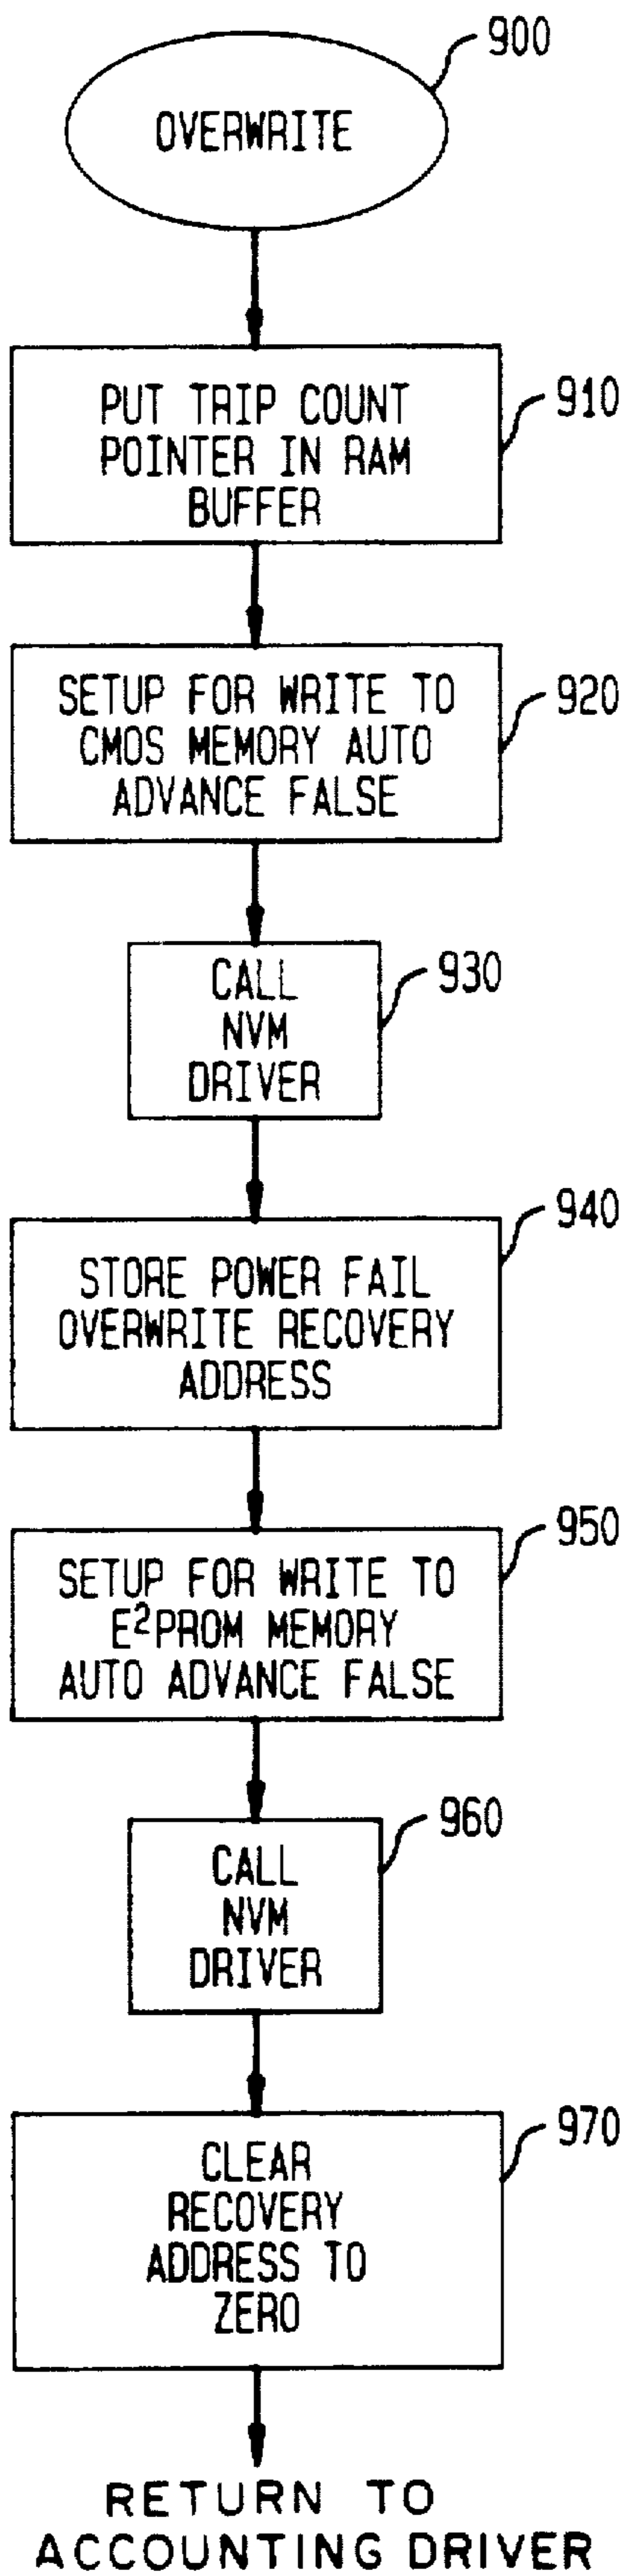 900
OVERWRITE
910
PUT TRIP COUNT
POINTER IN RAM
BUFFER
920
SETUP FOR WRITE TO
CMOS MEMORY AUTO
ADVANCE FALSE
930
CALL
NVM
DRIVER
940
STORE POWER FAIL
OVERWRITE RECOVERY
ADDRESS
950
SETUP FOR WRITE TO
E²PROM MEMORY
AUTO ADVANCE FALSE
960
CALL
NVM
DRIVER
970
CLEAR
RECOVERY
ADDRESS TO
ZERO
RETURN TO
ACCOUNTING DRIVER